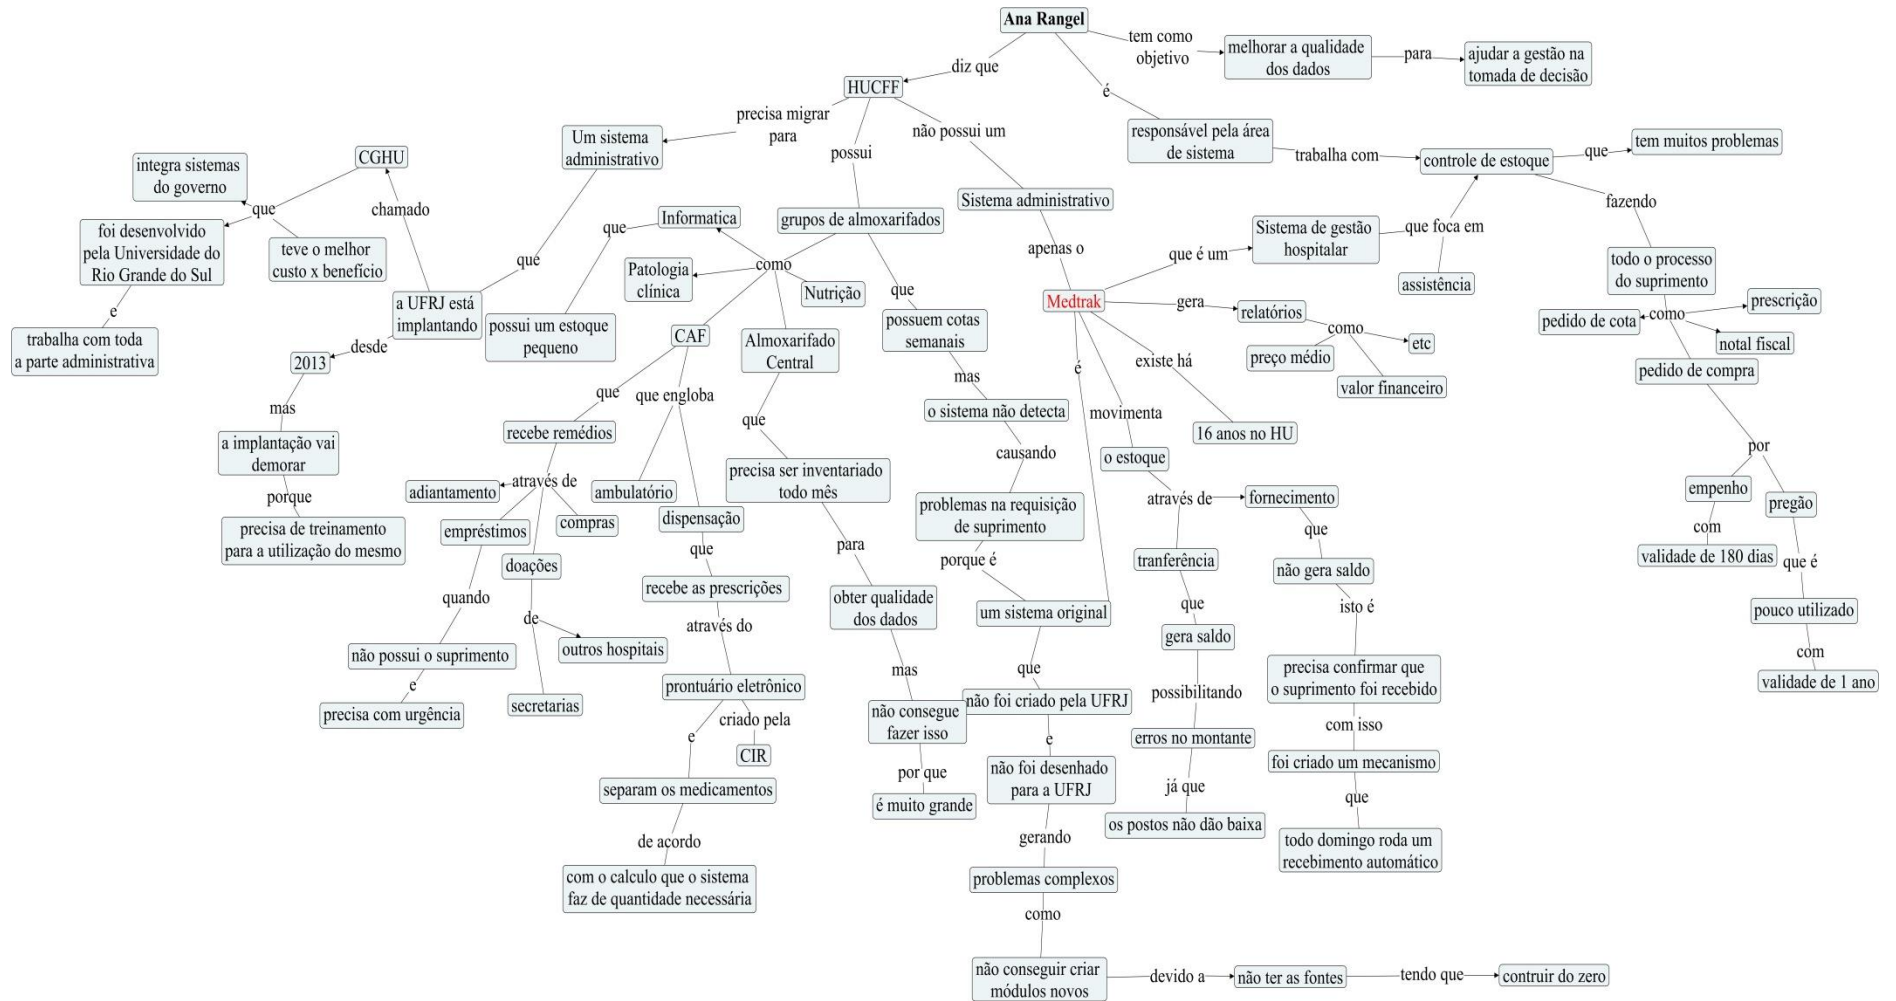 Ana Rangel
tem como
objetivo
melhorar a qualidade
dos dados
para
ajudar a gestão na
tomada de decisão
diz que
é
HUCFF
precisa migrar
para
possui
não possui um
responsável pela área
de sistema
trabalha com
controle de estoque
que
tem muitos problemas
Um sistema
administrativo
CGHU
integra sistemas
do governo
que
chamado
foi desenvolvido
pela Universidade do
Rio Grande do Sul
teve o melhor
custo x benefício
e
trabalha com toda
a parte administrativa
que
a UFRJ está
implantando
desde
2013
mas
a implantação vai
demorar
porque
precisa de treinamento
para a utilização do mesmo
grupos de almoxarifados
como
Informatica
que
possui um estoque
pequeno
Patologia
clínica
Nutrição
CAF
Almoxarifado
Central
que
recebe remédios
através de
adiantamento
empréstimos
doações
compras
quando
não possui o suprimento
e
precisa com urgência
de
outros hospitais
secretarias
que engloba
ambulatório
dispensação
que
recebe as prescrições
através do
prontuário eletrônico
criado pela
CIR
e
separam os medicamentos
de acordo
com o calculo que o sistema
faz de quantidade necessária
que
precisa ser inventariado
todo mês
para
obter qualidade
dos dados
mas
não consegue
fazer isso
por que
é muito grande
que
possuem cotas
semanais
mas
o sistema não detecta
causando
problemas na requisição
de suprimento
porque é
um sistema original
que
não foi criado pela UFRJ
e
não foi desenhado
para a UFRJ
gerando
problemas complexos
como
não conseguir criar
módulos novos
devido a
não ter as fontes
tendo que
contruir do zero
Sistema administrativo
apenas o
Medtrak
que é um
Sistema de gestão
hospitalar
que foca em
assistência
gera
relatórios
como
preço médio
valor financeiro
etc
existe há
16 anos no HU
é
movimenta
o estoque
através de
fornecimento
tranferência
que
gera saldo
possibilitando
erros no montante
já que
os postos não dão baixa
que
não gera saldo
isto é
precisa confirmar que
o suprimento foi recebido
com isso
foi criado um mecanismo
que
todo domingo roda um
recebimento automático
fazendo
todo o processo
do suprimento
como
pedido de cota
prescrição
notal fiscal
pedido de compra
por
empenho
com
validade de 180 dias
pregão
que é
pouco utilizado
com
validade de 1 ano